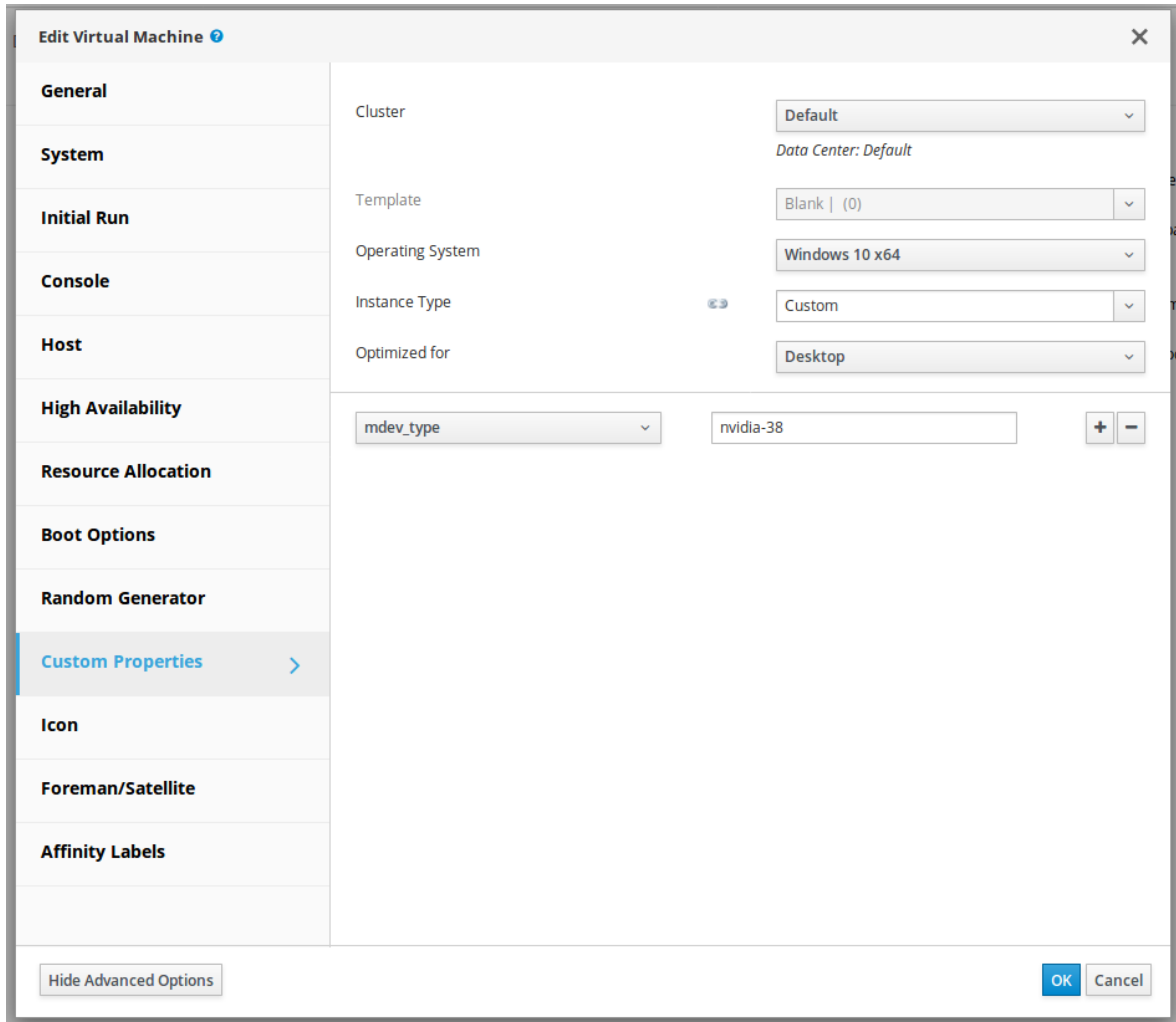 Edit Virtual Machine ?
General
System
Initial Run
Console
Host
High Availability
Resource Allocation
Boot Options
Random Generator
Custom Properties
Icon
Foreman/Satellite
Affinity Labels
Cluster
Default
Data Center: Default
Template
Blank | (0)
Operating System
Windows 10 x64
Instance Type
Custom
Optimized for
Desktop
mdev_type
nvidia-38
Hide Advanced Options
OK
Cancel